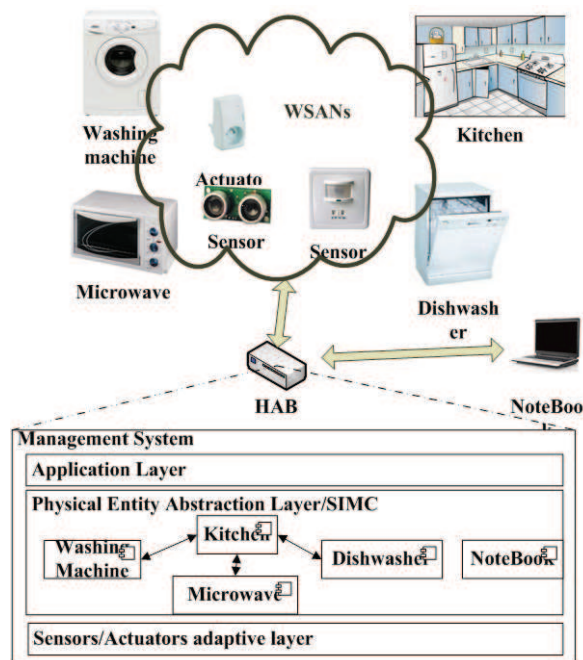 WSANs
Washing
machine
Kitchen
Actuato
Sensor
Sensor
Microwave
Dishwash
er
HAB
NoteBoo
Management System
Application Layer
Physical Entity Abstraction Layer/SIMC
Kitchen
Washing
Machine
Dishwasher
NoteBook
Microwave
Sensors/Actuators adaptive layer